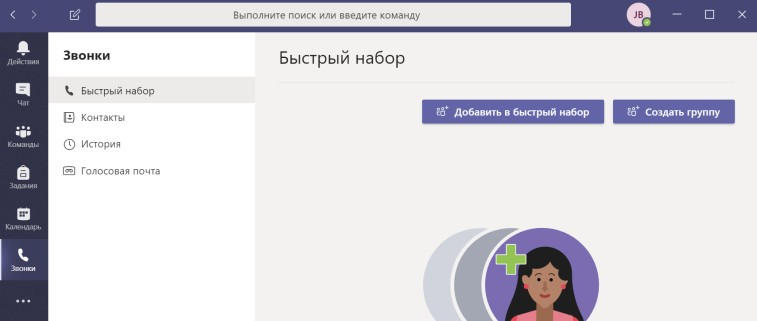 Выполните поиск или введите команду
JB
Действия
Чат
Команды
Задания
Календарь
Звонки
Звонки
Быстрый набор
Контакты
История
Голосовая почта
Быстрый набор
Добавить в быстрый набор
Создать группу